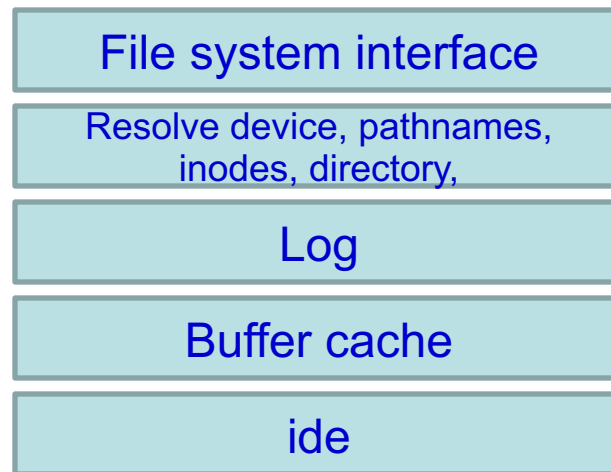 File system interface
Resolve device, pathnames,
inodes, directory,
Log
Buffer cache
ide